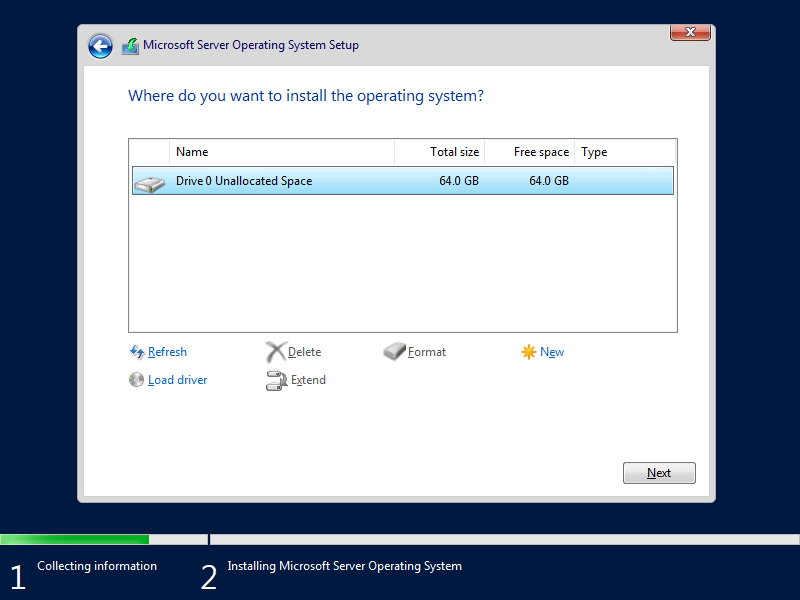 Microsoft Server Operating System Setup
Where do you want to install the operating system?
Name Total size Free space Type
Drive 0 Unallocated Space 64.0 GB 64.0 GB
Refresh Delete Format New
Load driver Extend
Next
1 Collecting information 2 Installing Microsoft Server Operating System